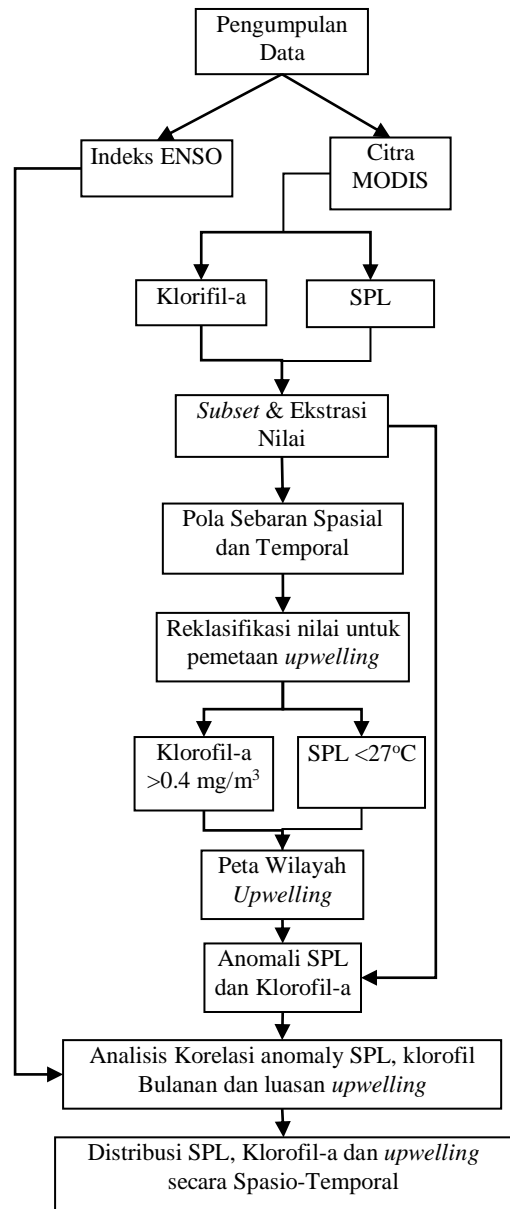 Pengumpulan
Data
Indeks ENSO
Citra
MODIS
Klorifil-a
SPL
Subset & Ekstrasi
Nilai
Pola Sebaran Spasial
dan Temporal
Reklasifikasi nilai untuk
pemetaan upwelling
Klorofil-a
>0.4 mg/m³
SPL <27°C
Peta Wilayah
Upwelling
Anomali SPL
dan Klorofil-a
Analisis Korelasi anomaly SPL, klorofil
Bulanan dan luasan upwelling
Distribusi SPL, Klorofil-a dan upwelling
secara Spasio-Temporal